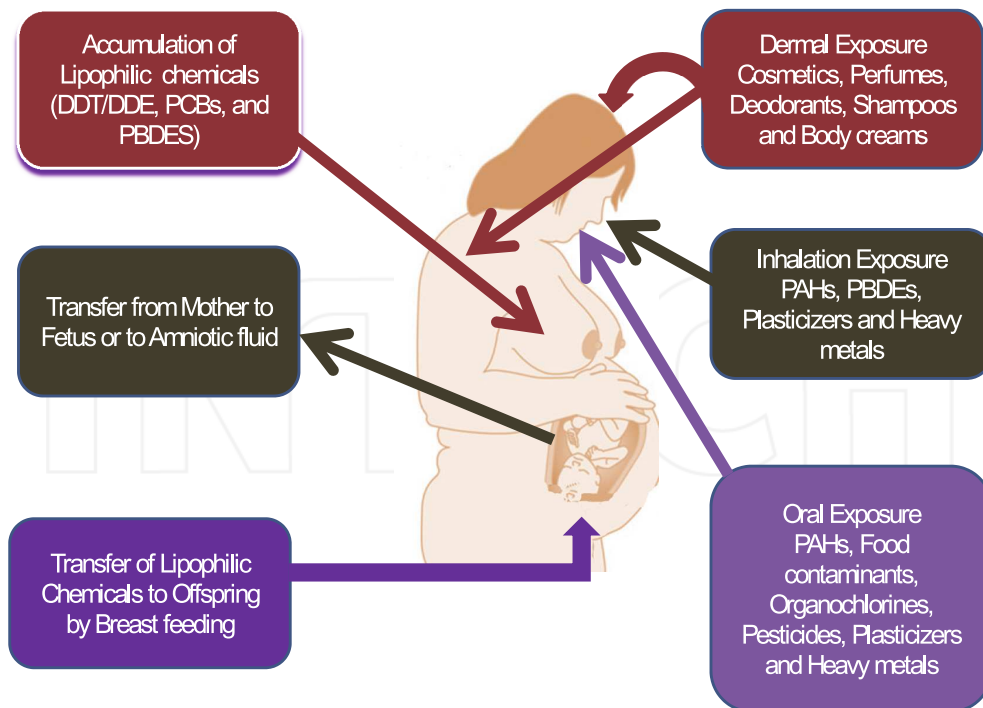 Accumulation of
Lipophilic chemicals
(DDT/DDE, PCBs, and
PBDES)
Dermal Exposure
Cosmetics, Perfumes,
Deodorants, Shampoos
and Body creams
Transfer from Mother to
Fetus or to Amniotic fluid
Inhalation Exposure
PAHs, PBDEs,
Plasticizers and Heavy
metals
Transfer of Lipophilic
Chemicals to Offspring
by Breast feeding
Oral Exposure
PAHs, Food
contaminants,
Organochlorines,
Pesticides, Plasticizers
and Heavy metals